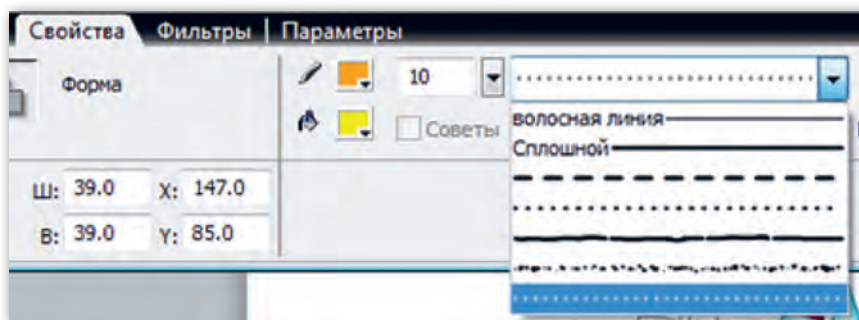 Свойства Фильтры Параметры
Форма
10
Советы
волосная линия
Сплошной
Ш: 39.0 X: 147.0
В: 39.0 Y: 85.0